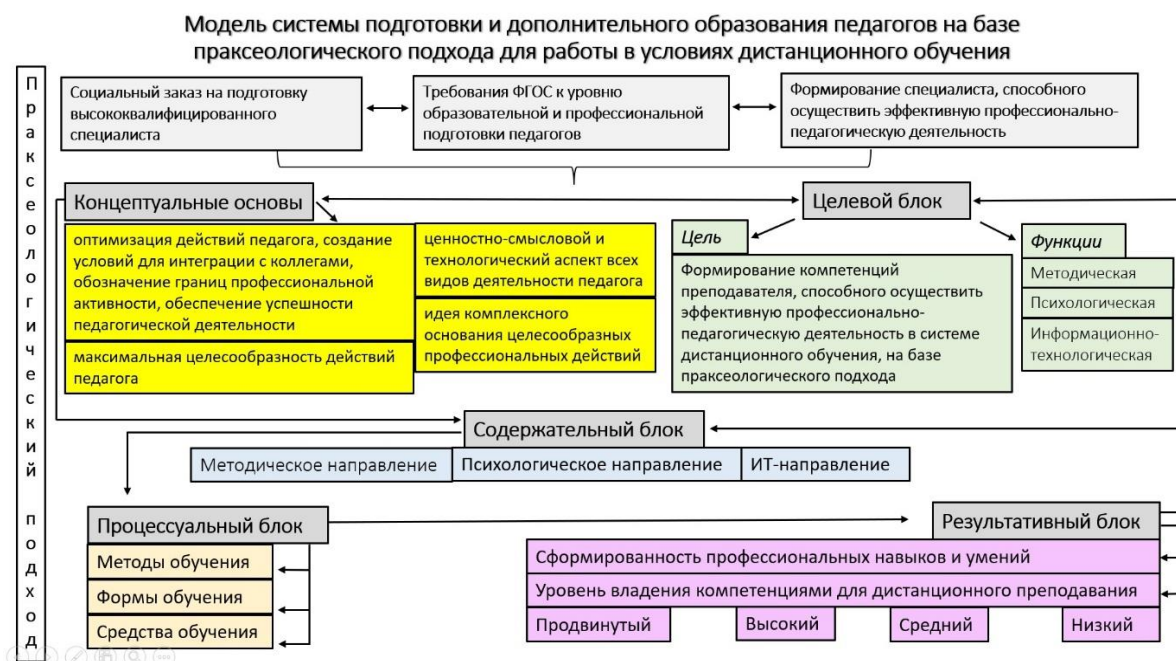 Модель системы подготовки и дополнительного образования педагогов на базе
праксеологического подхода для работы в условиях дистанционного обучения
Праксеологический подход
Социальный заказ на подготовку
высококвалифицированного
специалиста
Требования ФГОС к уровню
образовательной и профессиональной
подготовки педагогов
Формирование специалиста, способного
осуществить эффективную профессионально-
педагогическую деятельность
Концептуальные основы
оптимизация действий педагога, создание
условий для интеграции с коллегами,
обозначение границ профессиональной
активности, обеспечение успешности
педагогической деятельности
максимальная целесообразность действий
педагога
ценностно-смысловой и
технологический аспект всех
видов деятельности педагога
идея комплексного
основания целесообразных
профессиональных действий
Целевой блок
Цель
Формирование компетенций
преподавателя, способного осуществить
эффективную профессионально-
педагогическую деятельность в системе
дистанционного обучения, на базе
праксеологического подхода
Функции
Методическая
Психологическая
Информационно-
технологическая
Содержательный блок
Методическое направление
Психологическое направление
ИТ-направление
Процессуальный блок
Методы обучения
Формы обучения
Средства обучения
Результативный блок
Сформированность профессиональных навыков и умений
Уровень владения компетенциями для дистанционного преподавания
Продвинутый
Высокий
Средний
Низкий